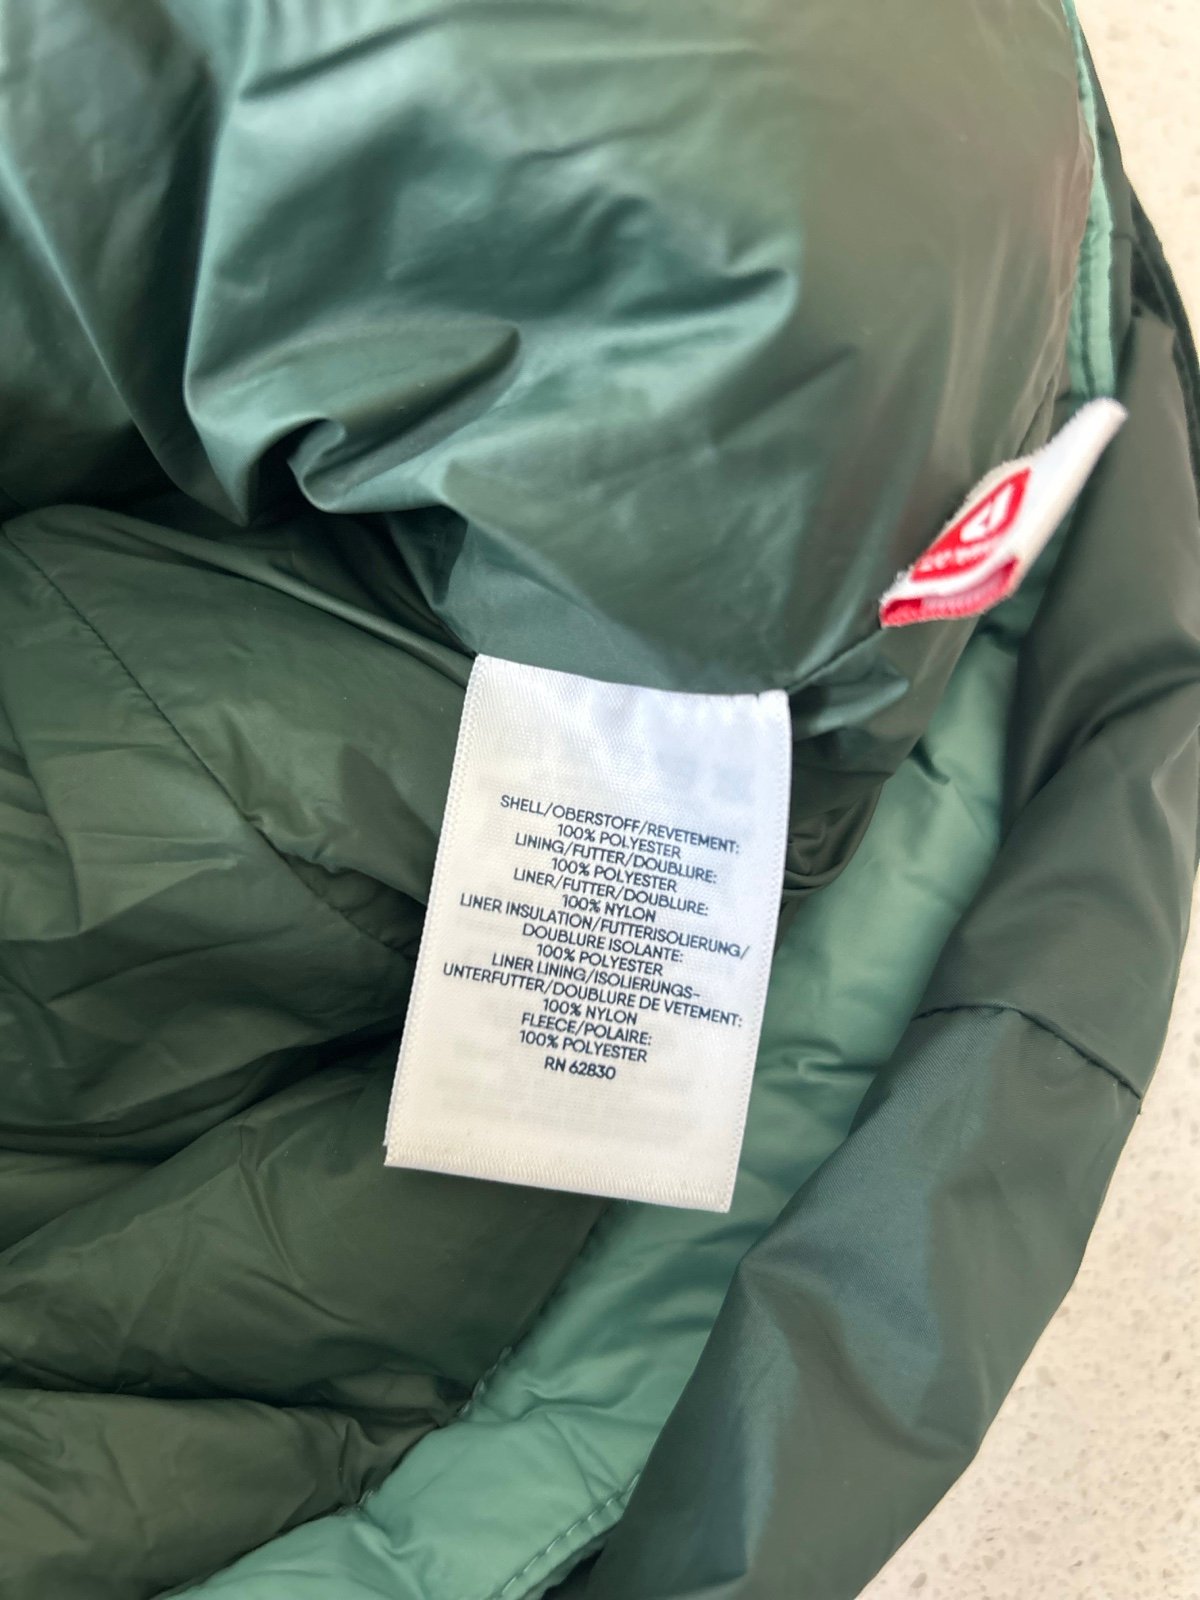 SHELL/OBERSTOFF/REVETEMENT:
100% POLYESTER
LINING/FUTTER/DOUBLURE:
100% POLYESTER
LINER/FUTTER/DOUBLURE:
100% NYLON
LINER INSULATION/FUTTERISOLIERUNG/
DOUBLURE ISOLANTE:
100% POLYESTER
LINER LINING/ISOLIERUNGS-
UNTERFUTTER/DOUBLURE DE VETEMENT:
100% NYLON
FLEECE/POLAIRE:
100% POLYESTER
RN 62830